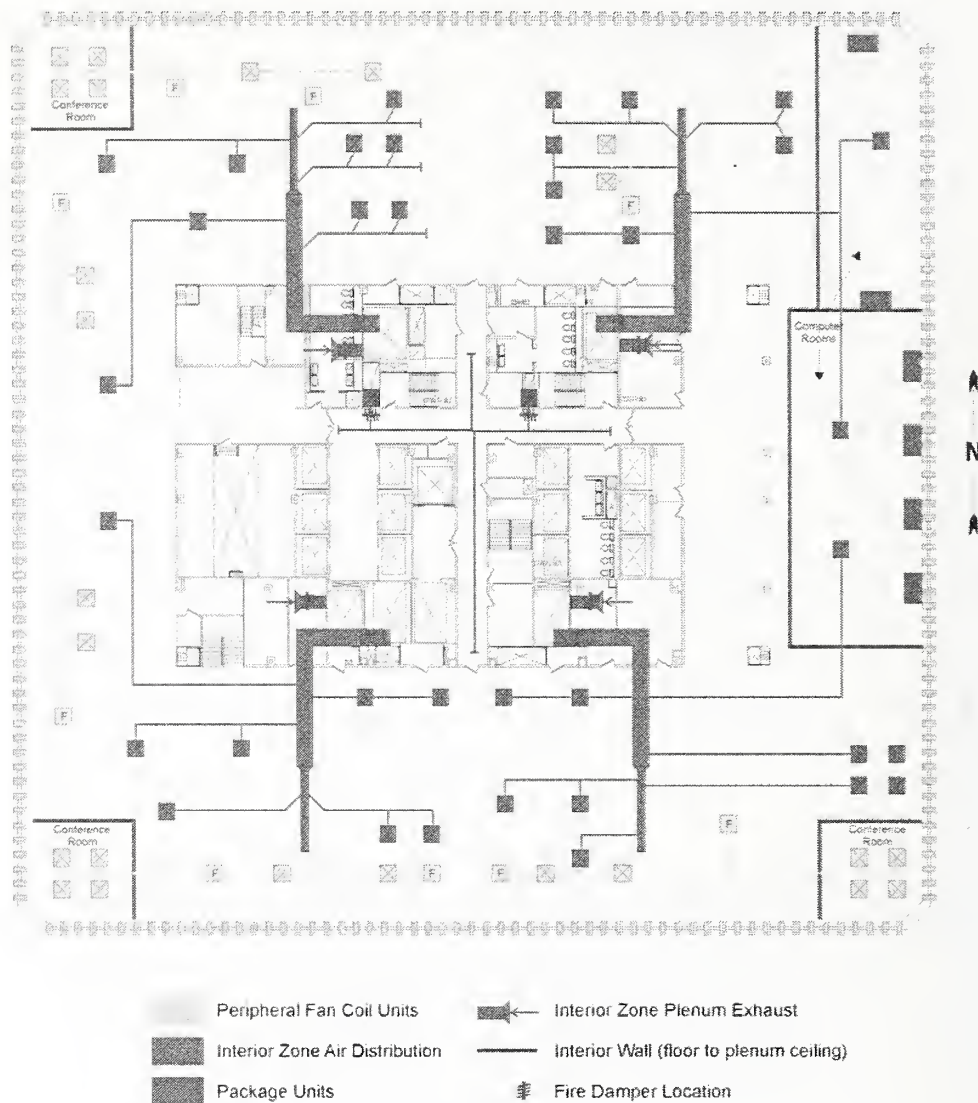 Conference
Room
F
F
F
F
Computer
Rooms
N
F
Conference
Room
F
F
F
F
Conference
Room
Peripheral Fan Coil Units
Interior Zone Plenum Exhaust
Interior Zone Air Distribution
Interior Wall (floor to plenum ceiling)
Package Units
Fire Damper Location